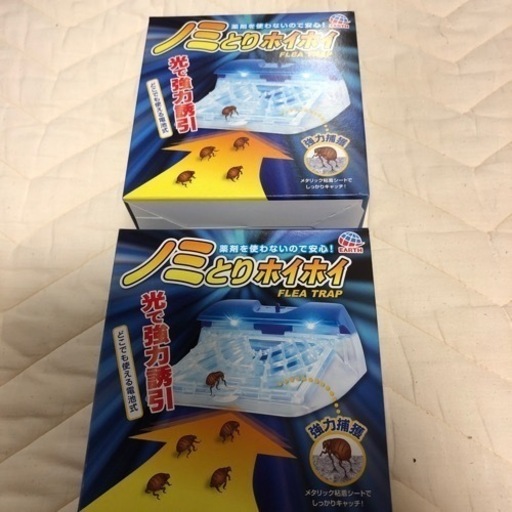 薬剤を使わないので安心!
EARTH
ノミとりホイホイ
FLEA TRAP
光で強力誘引
どこでも使える電池式
強力捕獲
メタリック粘着シートで
しっかりキャッチ!
薬剤を使わないので安心!
EARTH
ノミとりホイホイ
FLEA TRAP
光で強力誘引
どこでも使える電池式
強力捕獲
メタリック粘着シートで
しっかりキャッチ!